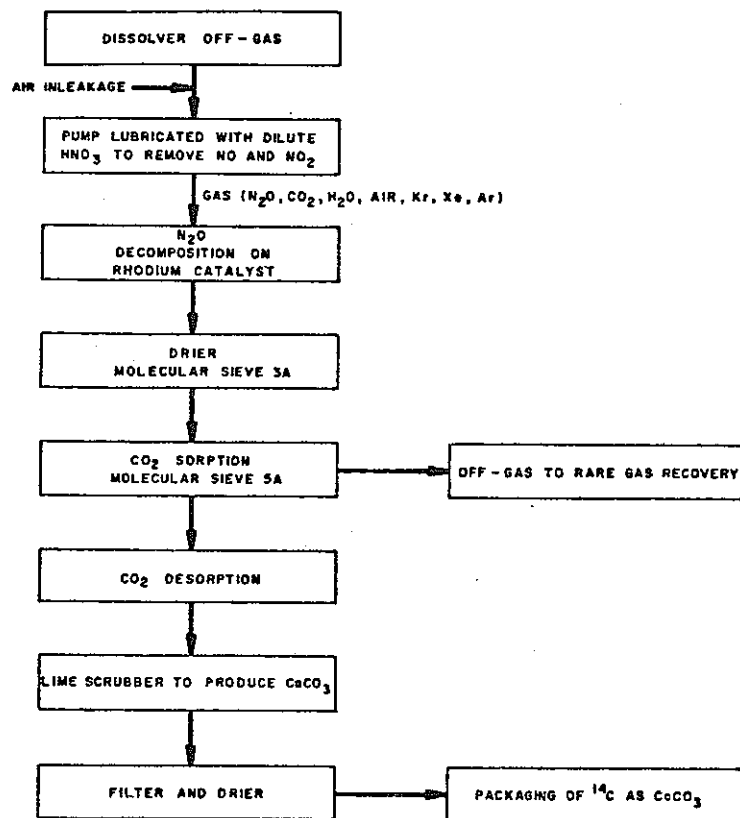 DISSOLVER OFF-GAS
AIR INLEAKAGE
PUMP LUBRICATED WITH DILUTE
HNO₃ TO REMOVE NO AND NO₂
GAS (N₂O, CO₂, H₂O, AIR, Kr, Xe, Ar)
N₂O
DECOMPOSITION ON
RHODIUM CATALYST
DRIER
MOLECULAR SIEVE 3A
CO₂ SORPTION
MOLECULAR SIEVE 5A
OFF-GAS TO RARE GAS RECOVERY
CO₂ DESORPTION
LIME SCRUBBER TO PRODUCE CaCO₃
FILTER AND DRIER
PACKAGING OF ¹⁴C AS CaCO₃